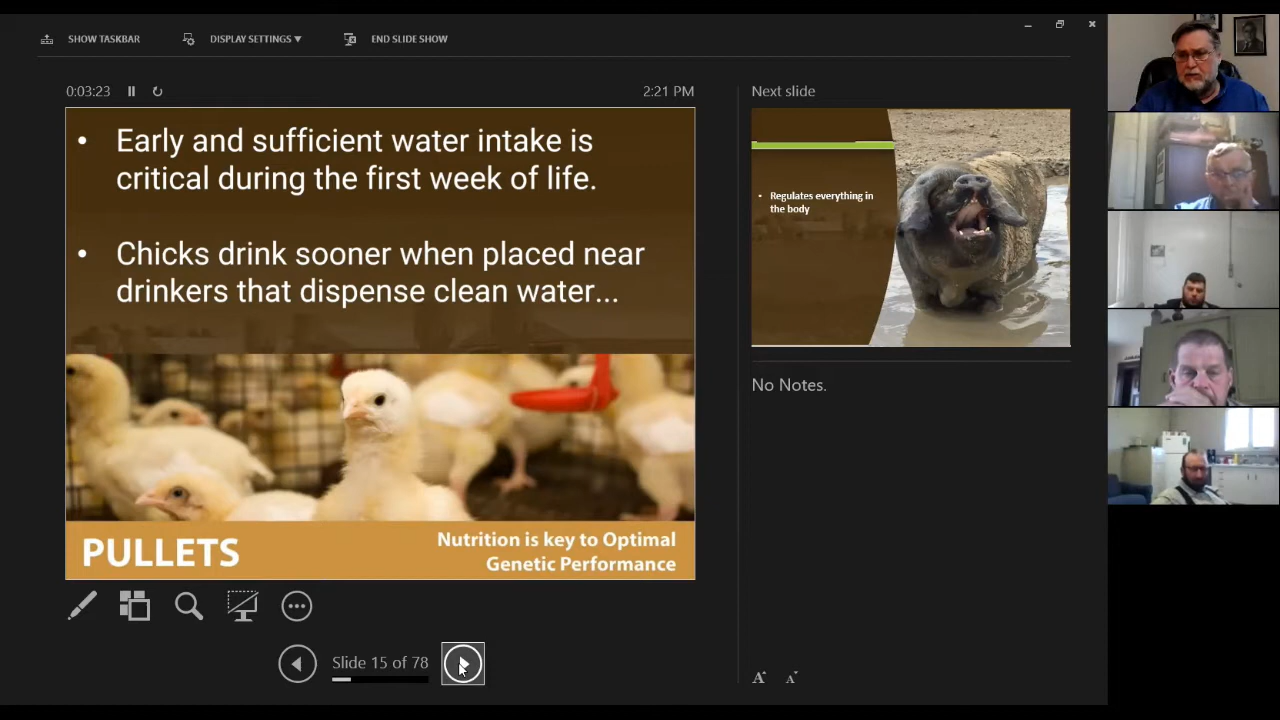 SHOW TASKBAR
DISPLAY SETTINGS ▼
END SLIDE SHOW
0:03:23
2:21 PM
• Early and sufficient water intake is
critical during the first week of life.
• Chicks drink sooner when placed near
drinkers that dispense clean water...
PULLETS
Nutrition is key to Optimal
Genetic Performance
Slide 15 of 78
Next slide
• Regulates everything in
the body
No Notes.
A A